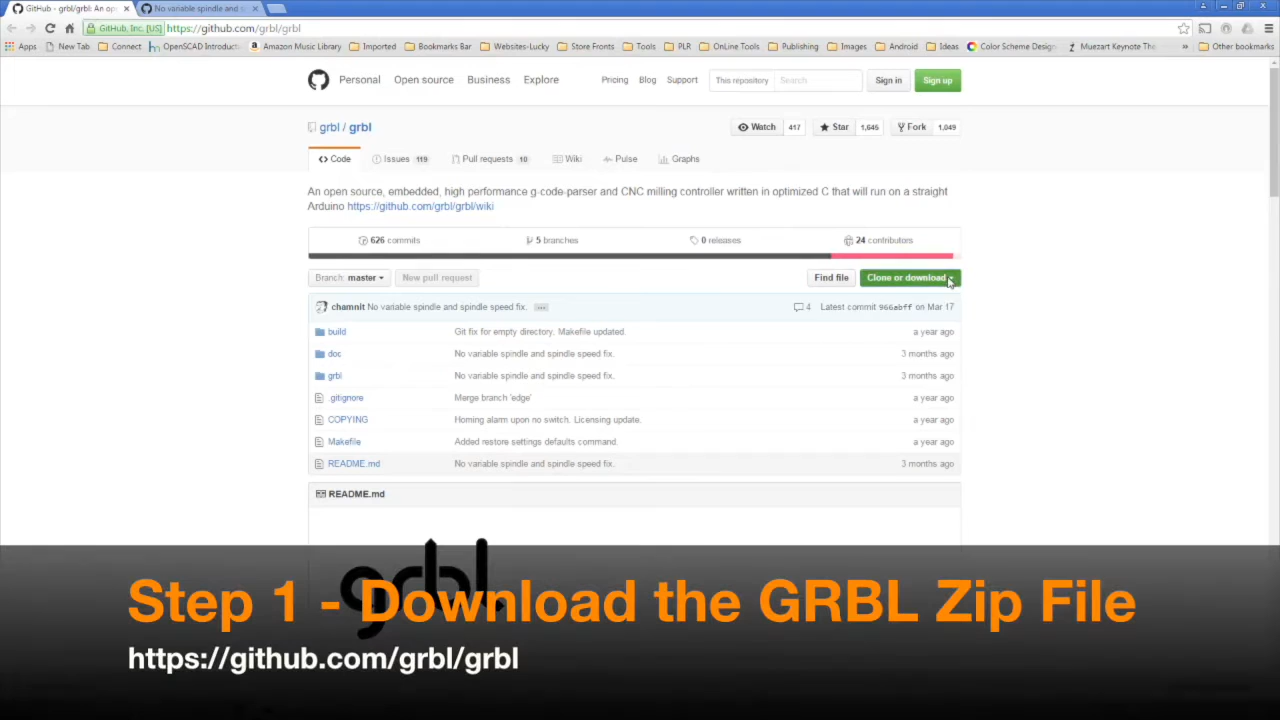 GitHub - grbl/grbl: An op
No variable spindle and s
GitHub, Inc. [US] https://github.com/grbl/grbl
Apps New Tab Connect OpenSCAD Introduct Amazon Music Library Imported Bookmarks Bar Websites-Lucky Store Fronts Tools PLR OnLine Tools Publishing Images Android Ideas Color Scheme Design Muezart Keynote The » Other bookmarks
Personal Open source Business Explore Pricing Blog Support This repository Search Sign in Sign up
grbl / grbl Watch 417 Star 1,645 Fork 1,049
<> Code Issues 119 Pull requests 10 Wiki Pulse Graphs
An open source, embedded, high performance g-code-parser and CNC milling controller written in optimized C that will run on a straight
Arduino https://github.com/grbl/grbl/wiki
626 commits 5 branches 0 releases 24 contributors
Branch: master New pull request Find file Clone or download
chamnit No variable spindle and spindle speed fix. ... 4 Latest commit 966abff on Mar 17
build Git fix for empty directory. Makefile updated. a year ago
doc No variable spindle and spindle speed fix. 3 months ago
grbl No variable spindle and spindle speed fix. 3 months ago
.gitignore Merge branch 'edge' a year ago
COPYING Homing alarm upon no switch. Licensing update. a year ago
Makefile Added restore settings defaults command. a year ago
README.md No variable spindle and spindle speed fix. 3 months ago
README.md
grbl
Step 1 - Download the GRBL Zip File
https://github.com/grbl/grbl